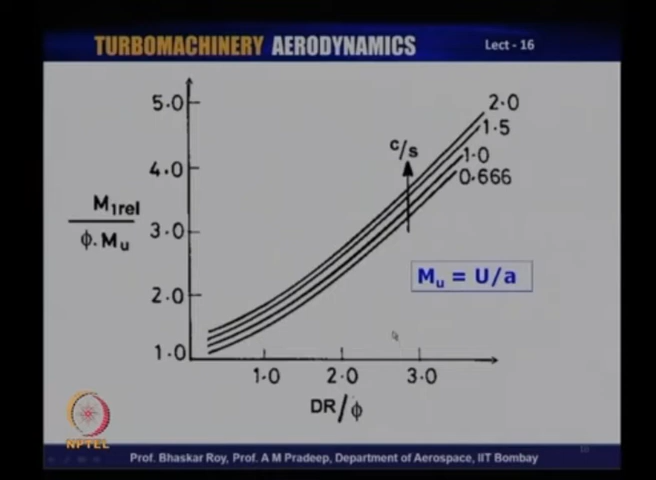 TURBOMACHINERY AERODYNAMICS
Lect - 16
5.0
4.0
3.0
2.0
1.0
M1rel
ϕ.Mu
c/s
2.0
1.5
1.0
0.666
Mu = U/a
1.0 2.0 3.0
DR/ϕ
NPTEL
Prof. Bhaskar Roy, Prof. A M Pradeep, Department of Aerospace, IIT Bombay